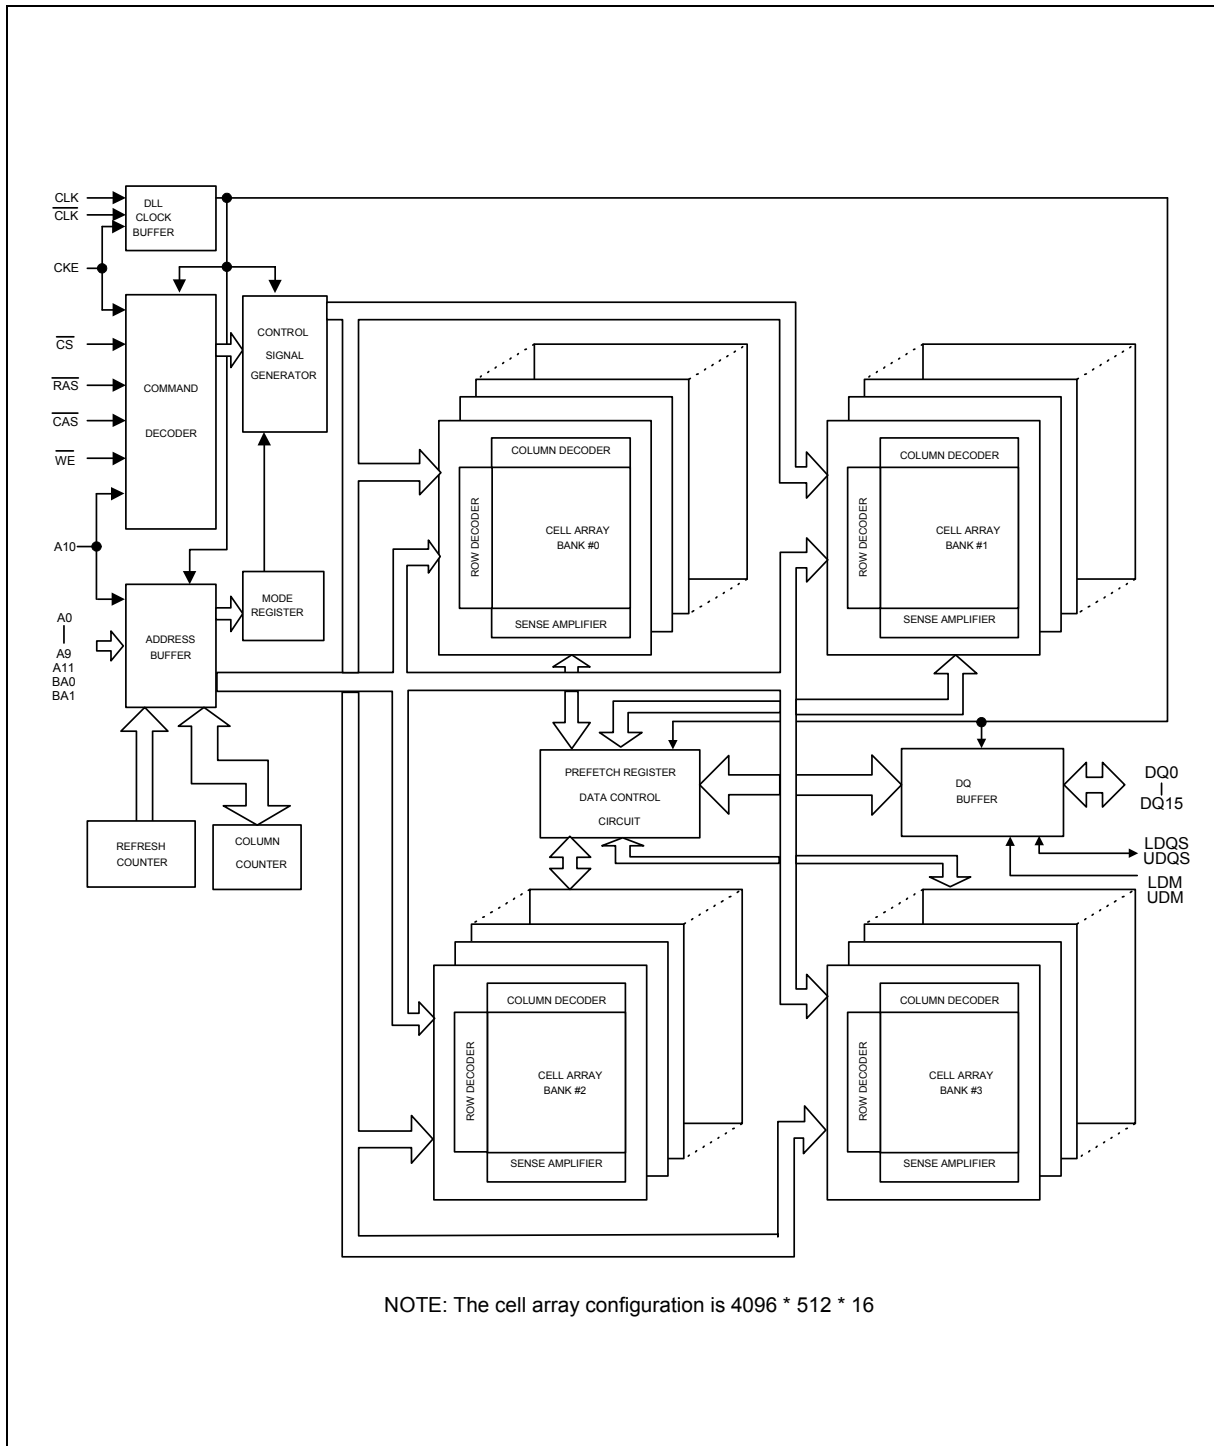 CLK
CLK
CKE
CS
RAS
CAS
WE
A10
A0
A9
A11
BA0
BA1
DLL
CLOCK
BUFFER
COMMAND
DECODER
CONTROL
SIGNAL
GENERATOR
MODE
REGISTER
ADDRESS
BUFFER
REFRESH
COUNTER
COLUMN
COUNTER
COLUMN DECODER
ROW DECODER
CELL ARRAY
BANK #0
SENSE AMPLIFIER
COLUMN DECODER
ROW DECODER
CELL ARRAY
BANK #1
SENSE AMPLIFIER
PREFETCH REGISTER
DATA CONTROL
CIRCUIT
DQ
BUFFER
DQ0
DQ15
LDQS
UDQS
LDM
UDM
COLUMN DECODER
ROW DECODER
CELL ARRAY
BANK #2
SENSE AMPLIFIER
COLUMN DECODER
ROW DECODER
CELL ARRAY
BANK #3
SENSE AMPLIFIER
NOTE: The cell array configuration is 4096 * 512 * 16